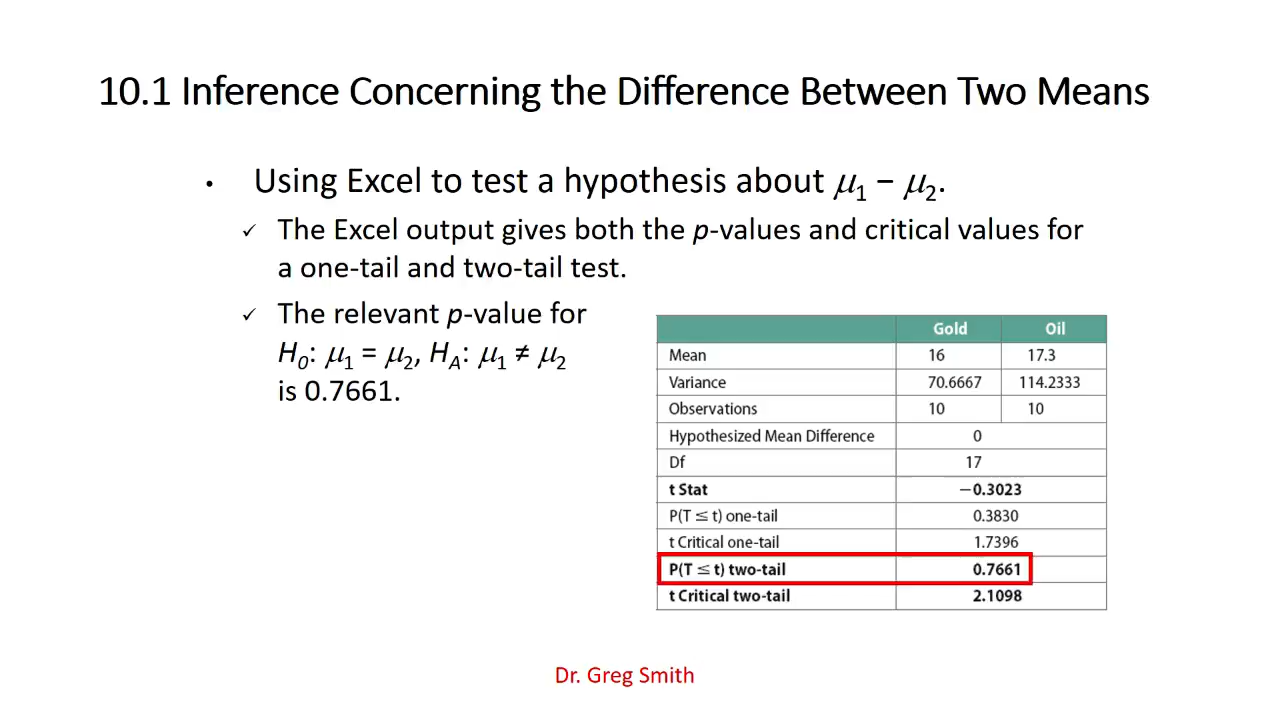 10.1 Inference Concerning the Difference Between Two Means
• Using Excel to test a hypothesis about μ₁ − μ₂.
✓ The Excel output gives both the p-values and critical values for
a one-tail and two-tail test.
✓ The relevant p-value for
H₀: μ₁ = μ₂, H_A: μ₁ ≠ μ₂
is 0.7661.
Gold Oil
Mean 16 17.3
Variance 70.6667 114.2333
Observations 10 10
Hypothesized Mean Difference 0
Df 17
t Stat −0.3023
P(T ≤ t) one-tail 0.3830
t Critical one-tail 1.7396
P(T ≤ t) two-tail 0.7661
t Critical two-tail 2.1098
Dr. Greg Smith